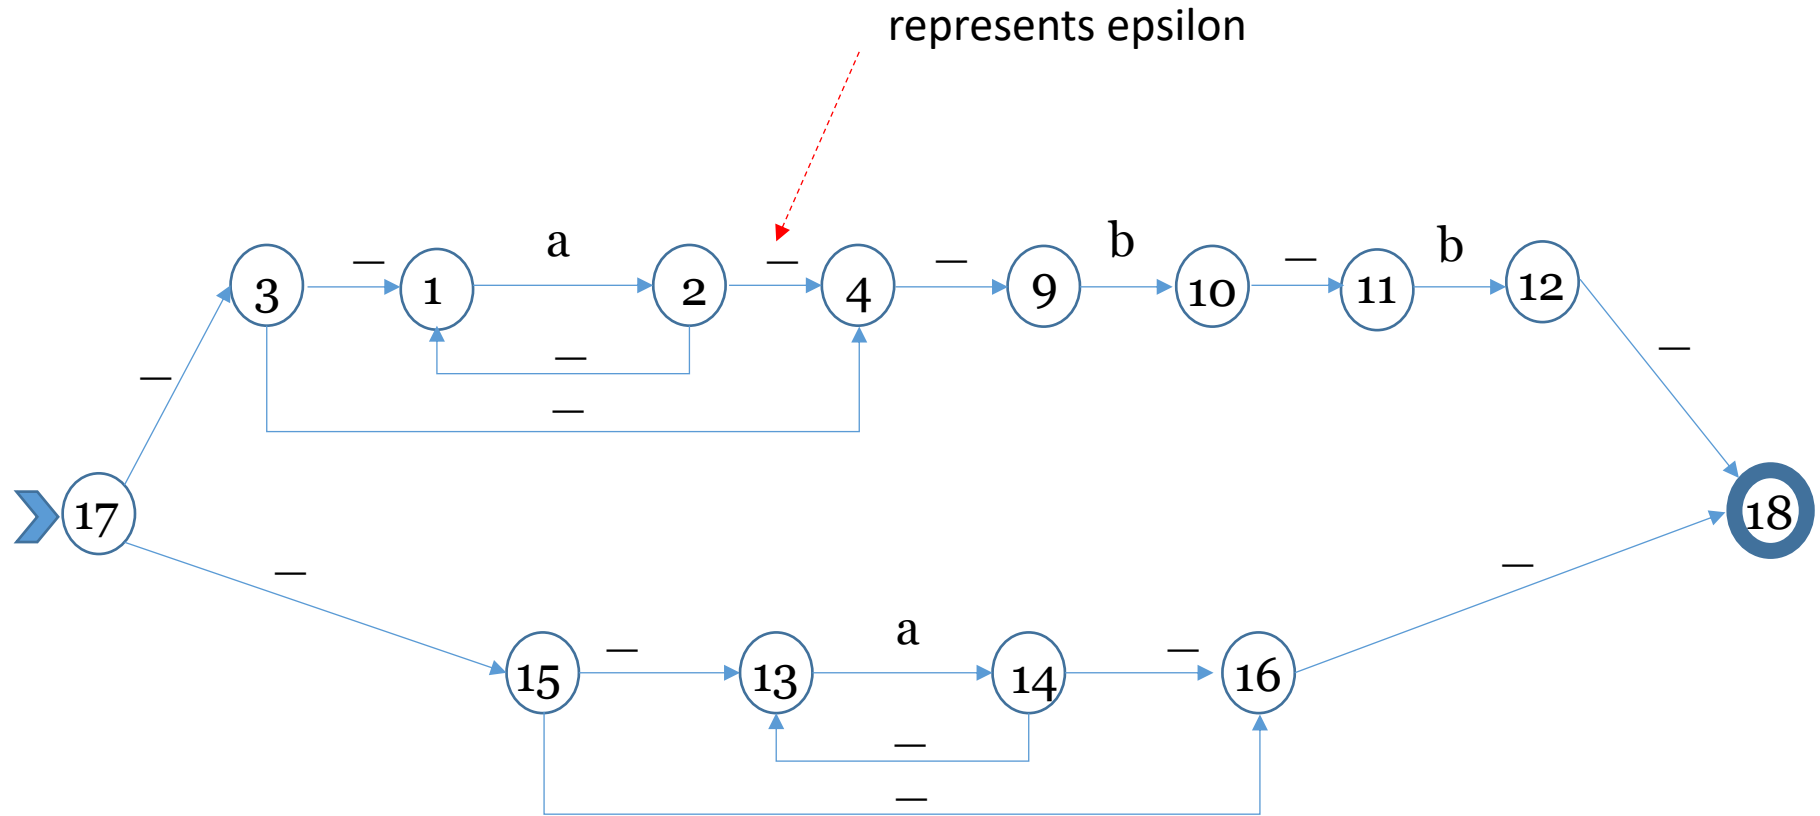 represents epsilon
a
_ _ _ b _ b
3 1 2 4 9 10 11 12
_
_
_
_
17
18
_
_
a
_ _
15 13 14 16
_
_